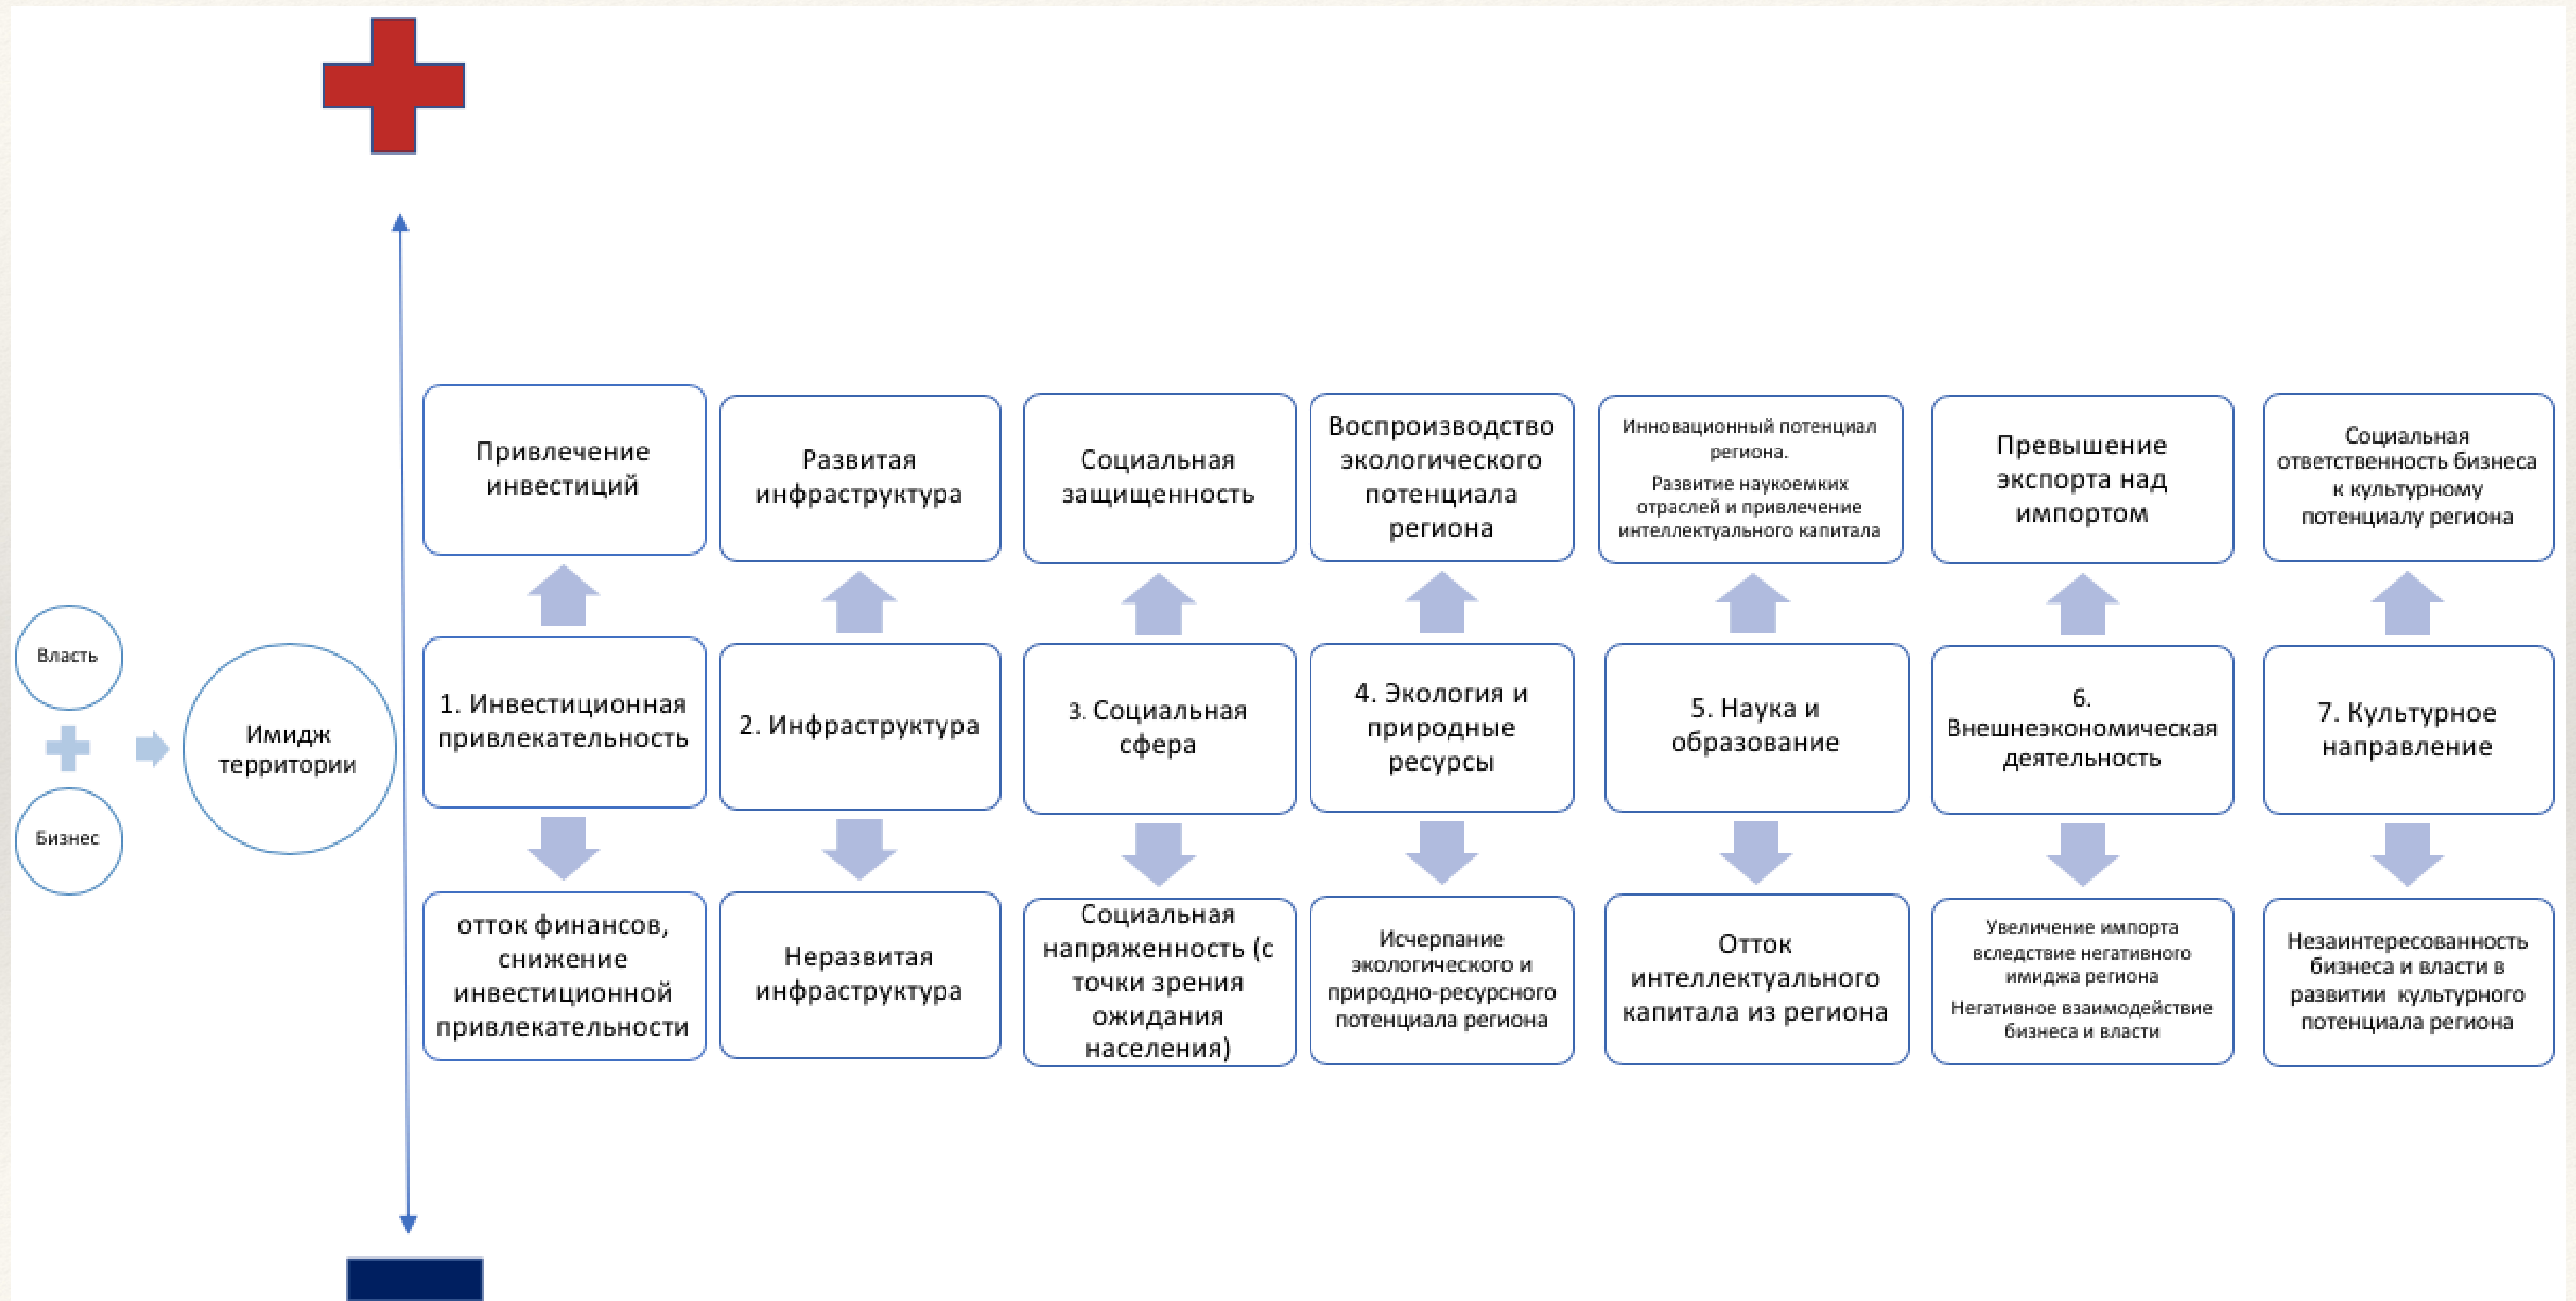 Власть
Бизнес
Имидж
территории
Привлечение
инвестиций
Развитая
инфраструктура
Социальная
защищенность
Воспроизводство
экологического
потенциала
региона
Инновационный потенциал
региона.
Развитие наукоемких
отраслей и привлечение
интеллектуального капитала
Превышение
экспорта над
импортом
Социальная
ответственность бизнеса
к культурному
потенциалу региона
1. Инвестиционная
привлекательность
2. Инфраструктура
3. Социальная
сфера
4. Экология и
природные
ресурсы
5. Наука и
образование
6.
Внешнеэкономическая
деятельность
7. Культурное
направление
отток финансов,
снижение
инвестиционной
привлекательности
Неразвитая
инфраструктура
Социальная
напряженность (с
точки зрения
ожидания
населения)
Исчерпание
экологического и
природно-ресурсного
потенциала региона
Отток
интеллектуального
капитала из региона
Увеличение импорта
вследствие негативного
имиджа региона
Негативное взаимодействие
бизнеса и власти
Незаинтересованность
бизнеса и власти в
развитии культурного
потенциала региона